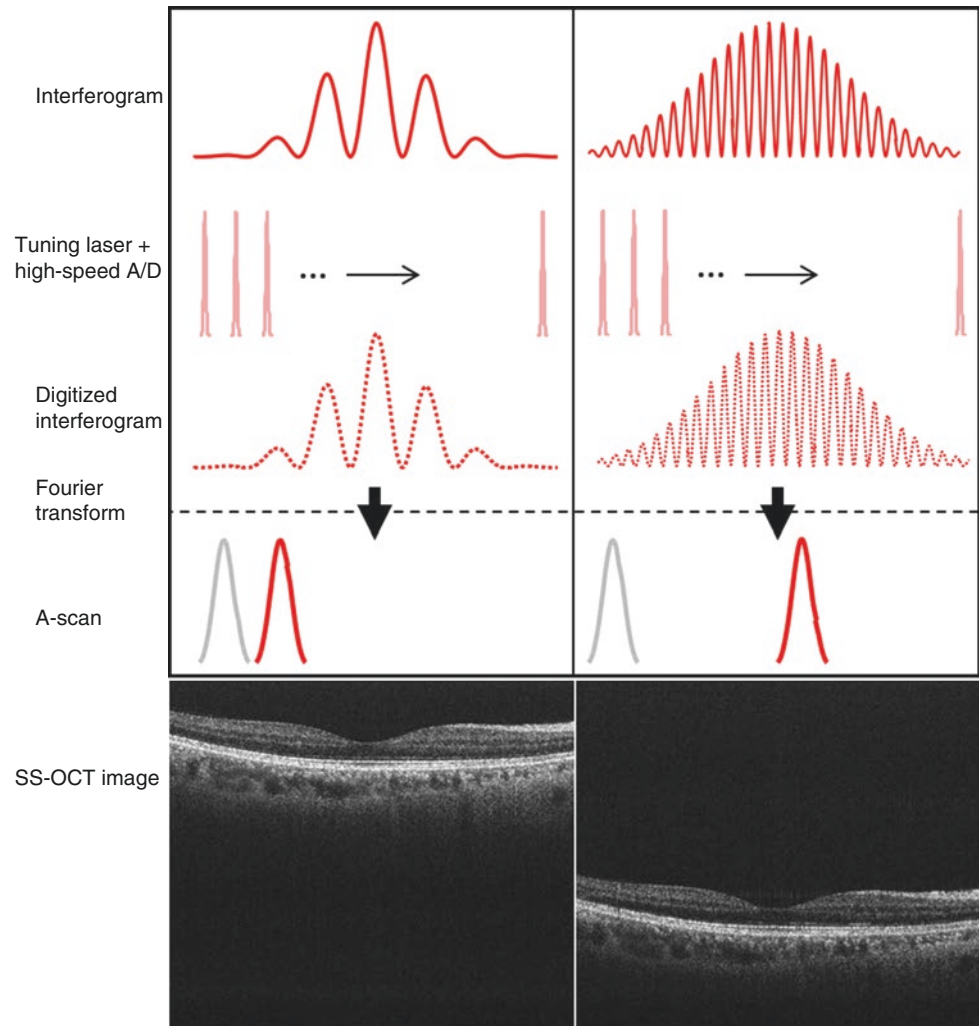 Interferogram
Tuning laser +
high-speed A/D
...
...
Digitized
interferogram
Fourier
transform
A-scan
SS-OCT image